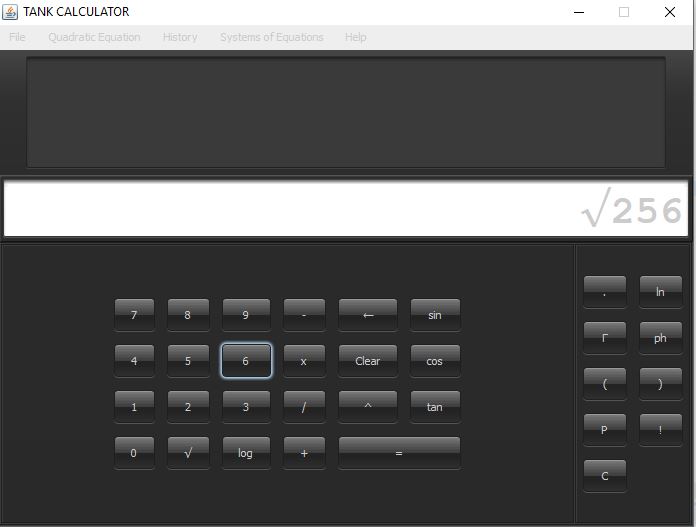 TANK CALCULATOR
File Quadratic Equation History Systems of Equations Help
√256
. ln
7 8 9 - ← sin
Γ ph
4 5 6 x Clear cos
( )
1 2 3 / ^ tan
P !
0 √ log + =
C